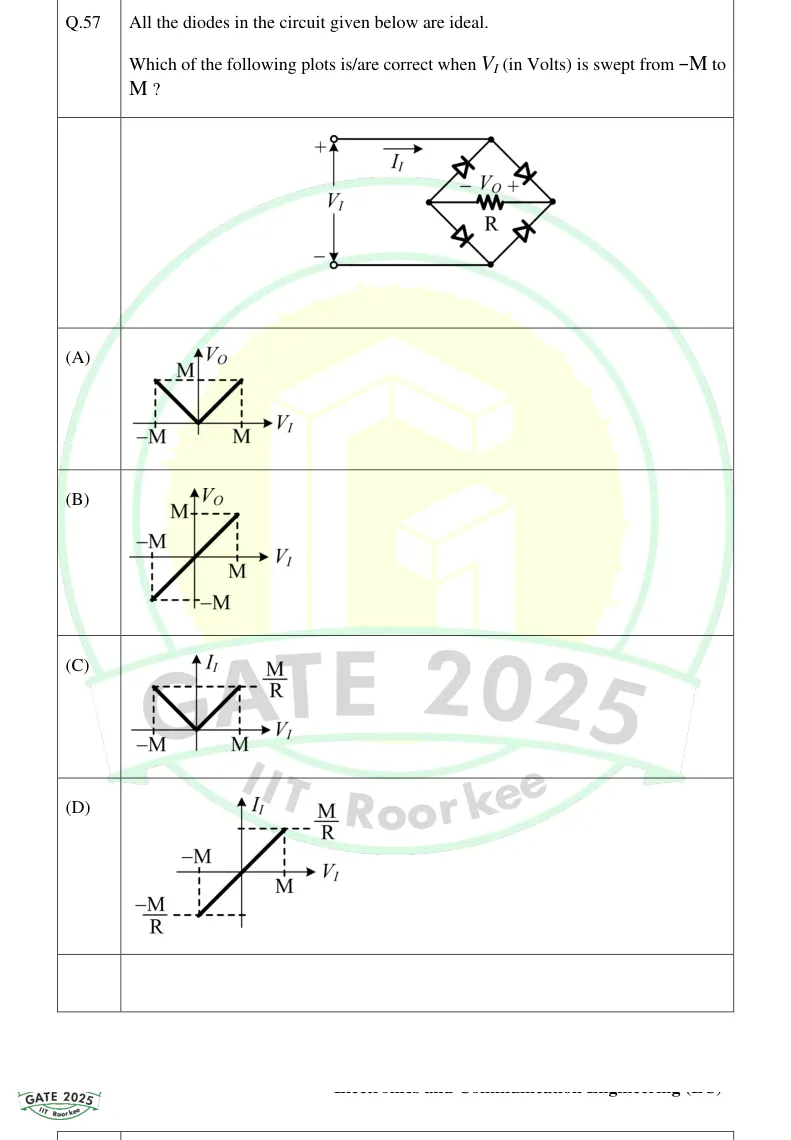 Q.57 All the diodes in the circuit given below are ideal.
Which of the following plots is/are correct when V_I (in Volts) is swept from −M to
M ?
+ I_I
− V_O +
V_I
R
−
(A)
V_O
M
V_I
−M M
(B)
V_O
M
−M
V_I
M
−M
(C)
I_I
M
R
V_I
−M M
(D)
I_I
M
R
−M
V_I
M
−M
R
GATE 2025
IIT Roorkee
GATE 2025
IIT Roorkee